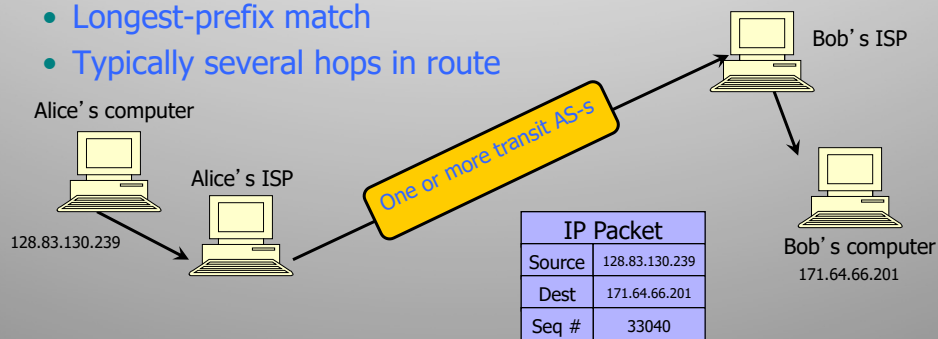 • Longest-prefix match
• Typically several hops in route
Bob's ISP
Alice's computer
Alice's ISP
One or more transit AS-s
128.83.130.239
Bob's computer
171.64.66.201
IP Packet
Source 128.83.130.239
Dest 171.64.66.201
Seq # 33040